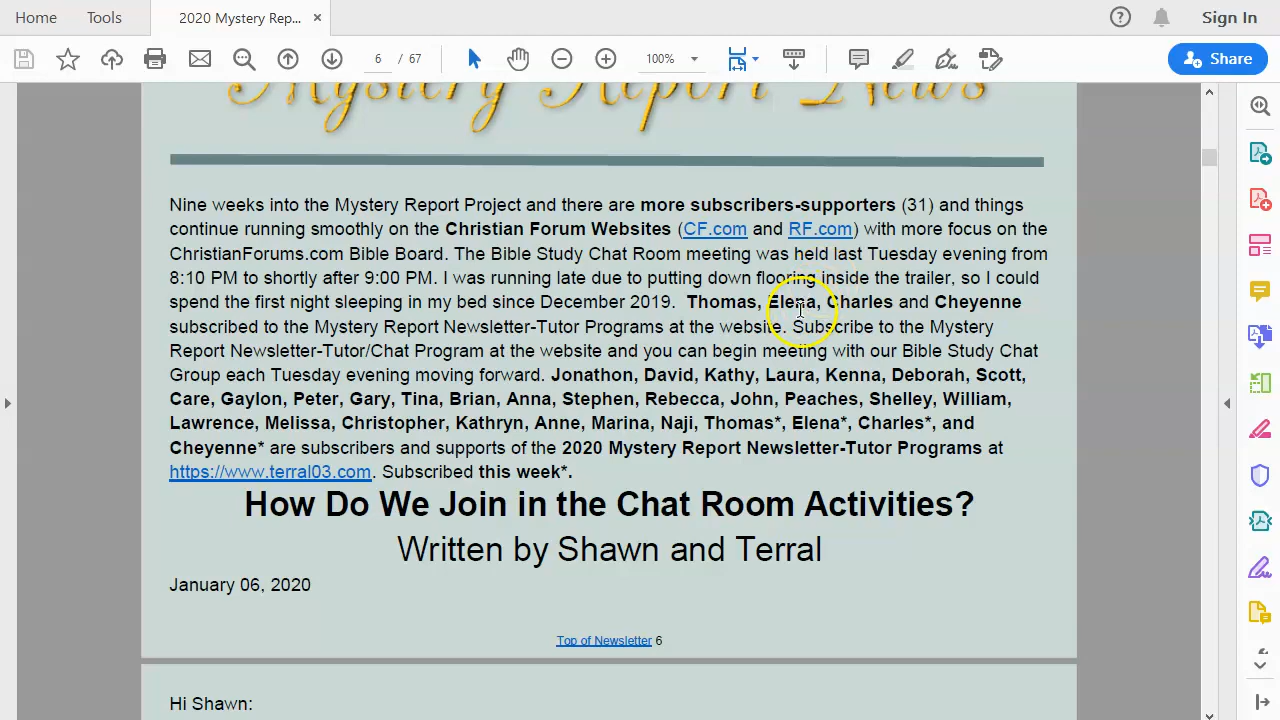 Home Tools 2020 Mystery Rep... × Sign In
6 / 67 100% Share
Mystery Report News
Nine weeks into the Mystery Report Project and there are more subscribers-supporters (31) and things
continue running smoothly on the Christian Forum Websites (CF.com and RF.com) with more focus on the
ChristianForums.com Bible Board. The Bible Study Chat Room meeting was held last Tuesday evening from
8:10 PM to shortly after 9:00 PM. I was running late due to putting down flooring inside the trailer, so I could
spend the first night sleeping in my bed since December 2019. Thomas, Elena, Charles and Cheyenne
subscribed to the Mystery Report Newsletter-Tutor Programs at the website. Subscribe to the Mystery
Report Newsletter-Tutor/Chat Program at the website and you can begin meeting with our Bible Study Chat
Group each Tuesday evening moving forward. Jonathon, David, Kathy, Laura, Kenna, Deborah, Scott,
Care, Gaylon, Peter, Gary, Tina, Brian, Anna, Stephen, Rebecca, John, Peaches, Shelley, William,
Lawrence, Melissa, Christopher, Kathryn, Anne, Marina, Naji, Thomas*, Elena*, Charles*, and
Cheyenne* are subscribers and supports of the 2020 Mystery Report Newsletter-Tutor Programs at
https://www.terral03.com. Subscribed this week*.
How Do We Join in the Chat Room Activities?
Written by Shawn and Terral
January 06, 2020
Top of Newsletter 6
Hi Shawn: